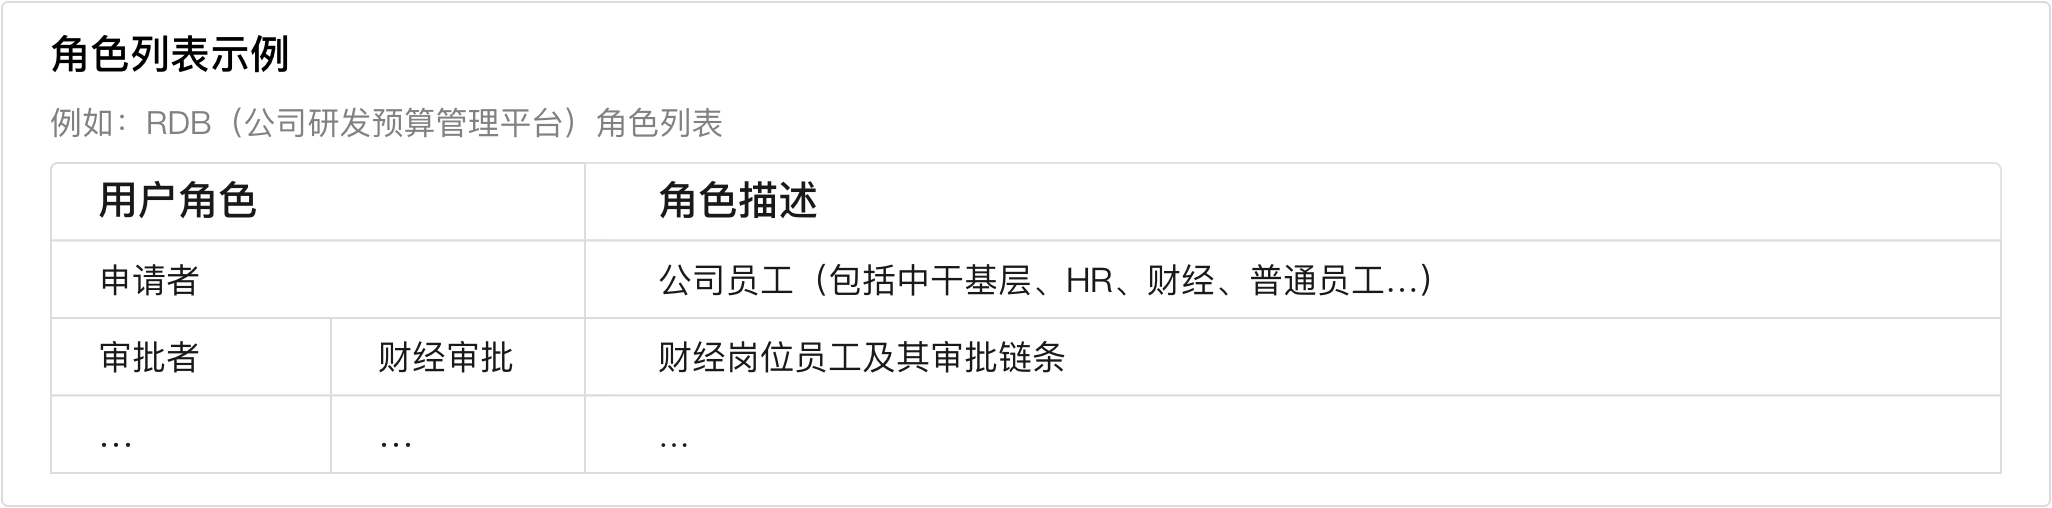 角色列表示例
例如：RDB（公司研发预算管理平台）角色列表
用户角色 角色描述
申请者 公司员工（包括中干基层、HR、财经、普通员工...）
审批者 财经审批 财经岗位员工及其审批链条
... ... ...